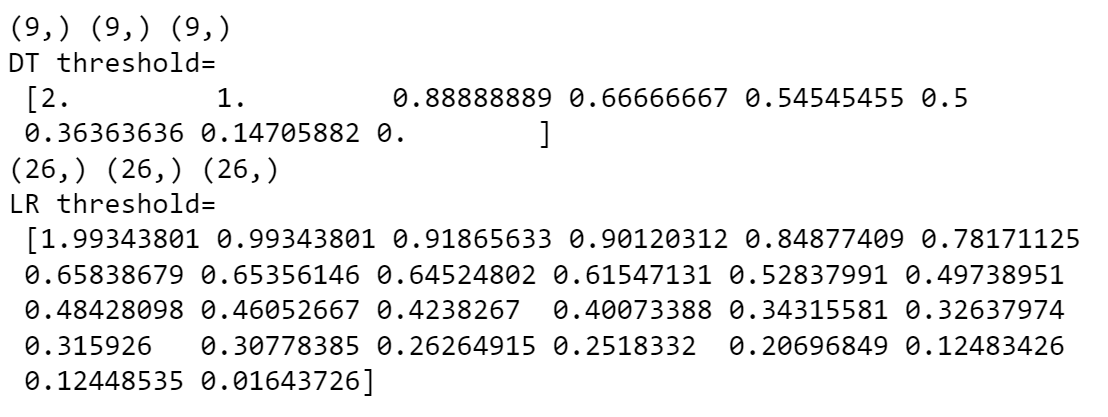 (9,) (9,) (9,)
DT threshold=
 [2.         1.         0.88888889 0.66666667 0.54545455 0.5
 0.36363636 0.14705882 0.        ]
(26,) (26,) (26,)
LR threshold=
 [1.99343801 0.99343801 0.91865633 0.90120312 0.84877409 0.78171125
 0.65838679 0.65356146 0.64524802 0.61547131 0.52837991 0.49738951
 0.48428098 0.46052667 0.4238267  0.40073388 0.34315581 0.32637974
 0.315926   0.30778385 0.26264915 0.2518332  0.20696849 0.12483426
 0.12448535 0.01643726]